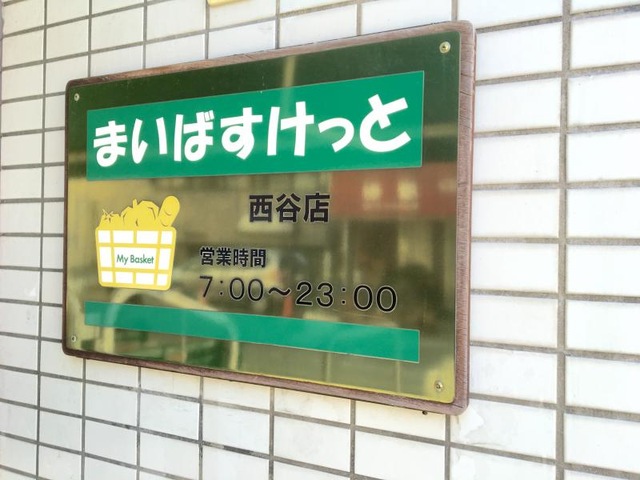 まいばすけっと
西谷店
My Basket
営業時間
7:00～23:00